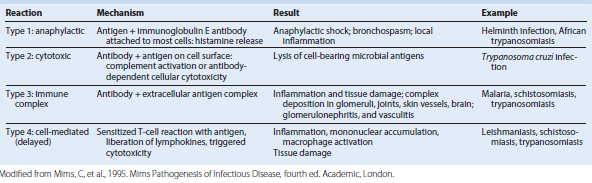 Reaction Mechanism Result Example
Type 1: anaphylactic Antigen + immunoglobulin E antibody attached to most cells: histamine release Anaphylactic shock; bronchospasm; local inflammation Helminth infection, African trypanosomiasis
Type 2: cytotoxic Antibody + antigen on cell surface: complement activation or antibody-dependent cellular cytotoxicity Lysis of cell-bearing microbial antigens Trypanosoma cruzi infection
Type 3: immune complex Antibody + extracellular antigen complex Inflammation and tissue damage; complex deposition in glomeruli, joints, skin vessels, brain; glomerulonephritis, and vasculitis Malaria, schistosomiasis, trypanosomiasis
Type 4: cell-mediated (delayed) Sensitized T-cell reaction with antigen, liberation of lymphokines, triggered cytotoxicity Inflammation, mononuclear accumulation, macrophage activation Tissue damage Leishmaniasis, schistosomiasis, trypanosomiasis
Modified from Mims, C, et al., 1995. Mims Pathogenesis of Infectious Disease, fourth ed. Academic, London.